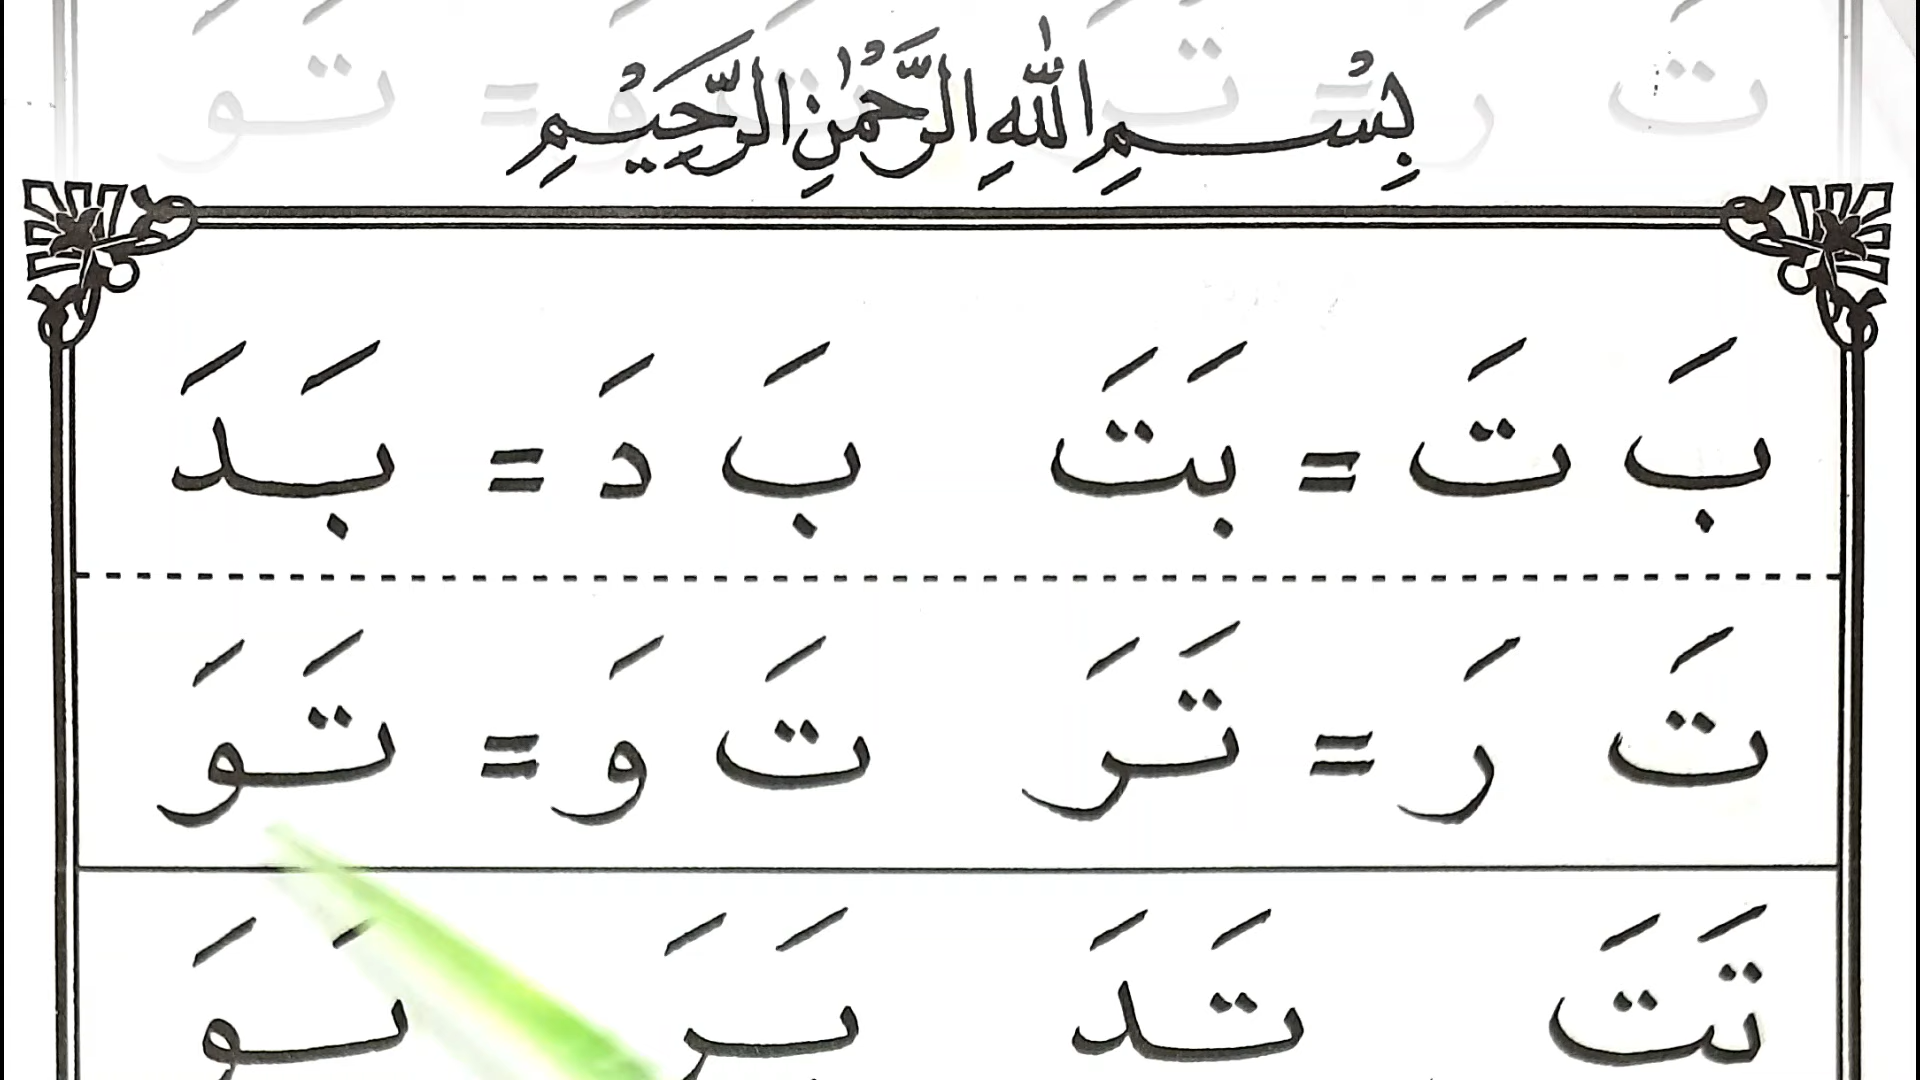 بِسْمِ اللّٰهِ الرَّحْمٰنِ الرَّحِيْمِ
بَ تَ = بَتَ بَ دَ = بَدَ
تَ رَ = تَرَ تَ وَ = تَوَ
تَتَ تَدَ بَرَ